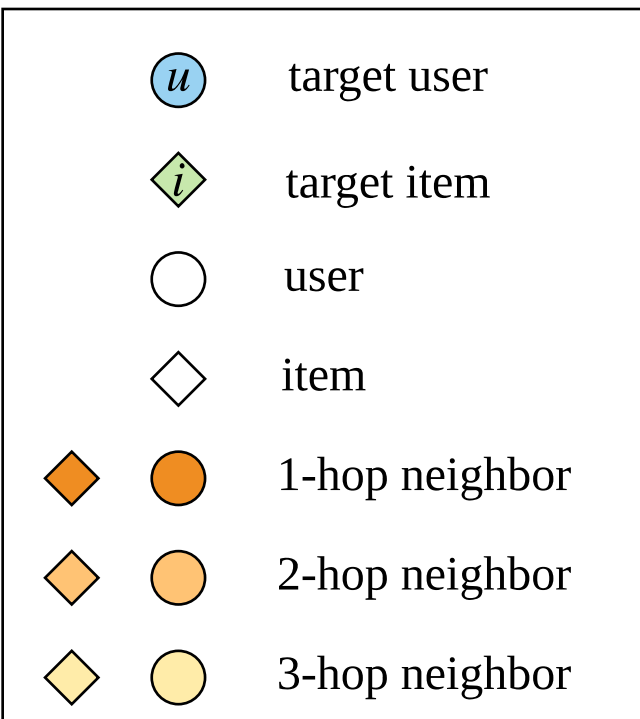 u target user
i target item
user
item
1-hop neighbor
2-hop neighbor
3-hop neighbor